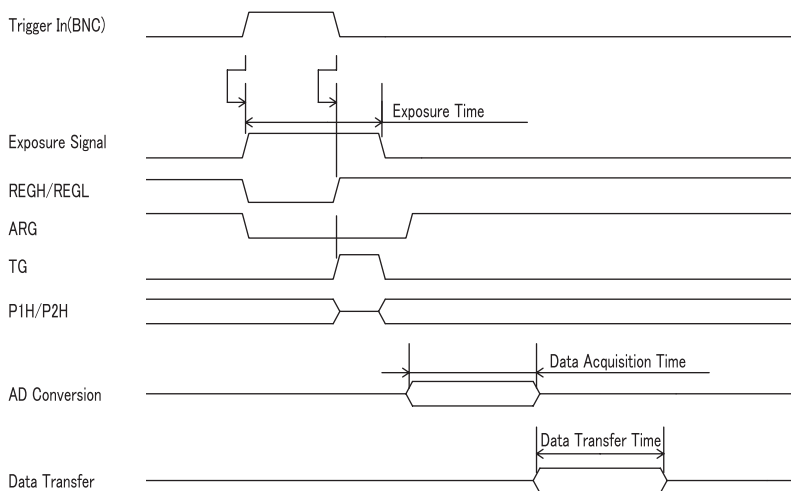 Trigger In(BNC)
Exposure Time
Exposure Signal
REGH/REGL
ARG
TG
P1H/P2H
Data Acquisition Time
AD Conversion
Data Transfer Time
Data Transfer